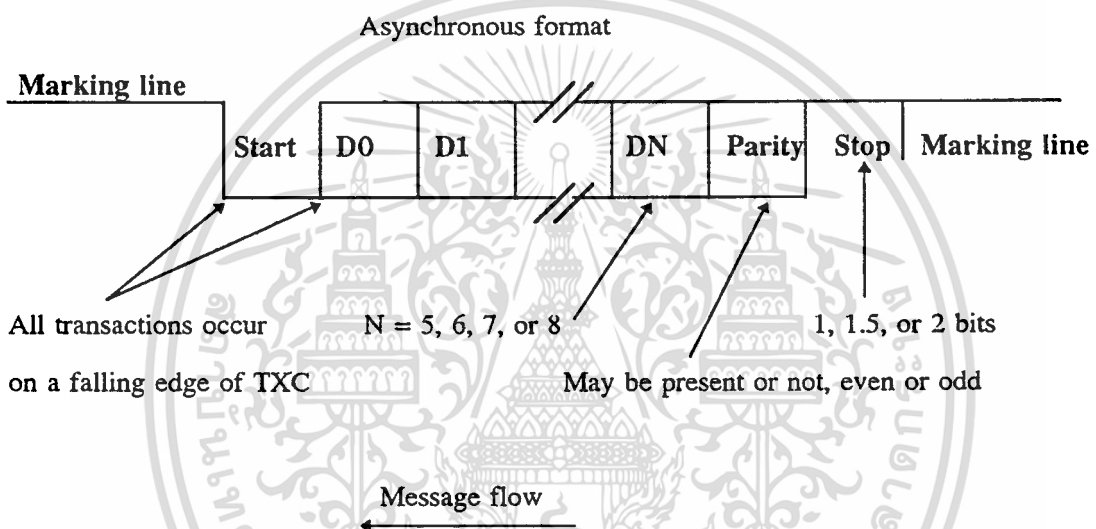 Asynchronous format
Marking line
Start D0 D1 DN Parity Stop Marking line
All transactions occur N = 5, 6, 7, or 8 1, 1.5, or 2 bits
on a falling edge of TXC May be present or not, even or odd
Message flow